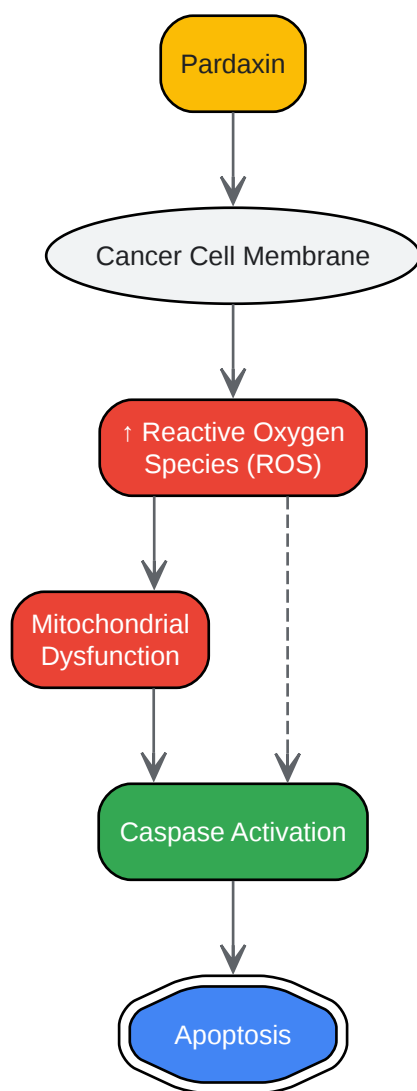 Pardaxin
Cancer Cell Membrane
↑ Reactive Oxygen
Species (ROS)
Mitochondrial
Dysfunction
Caspase Activation
Apoptosis